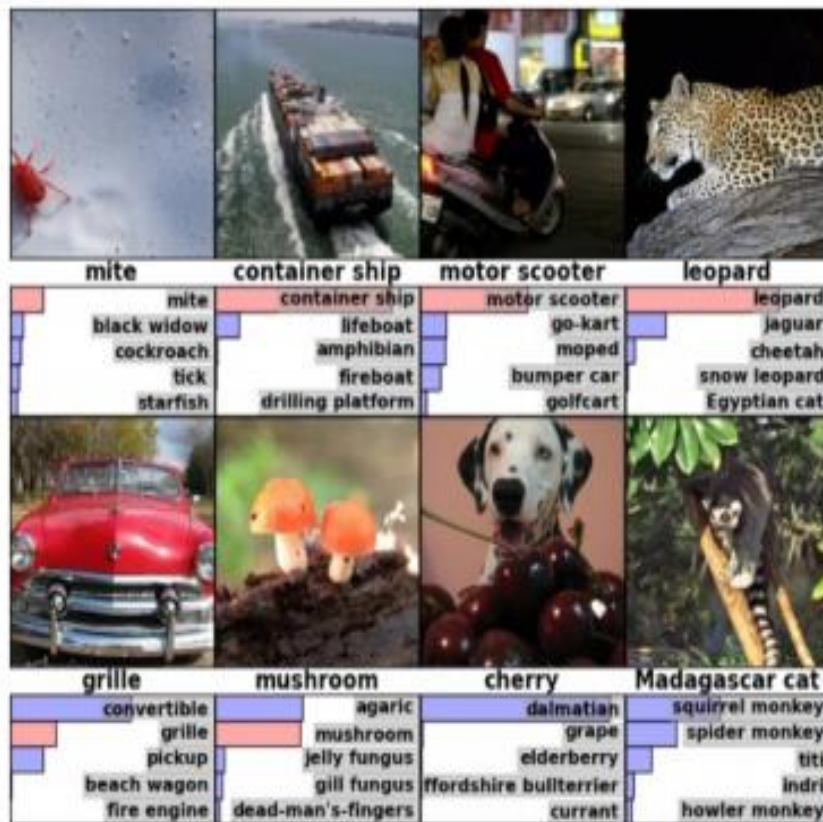 mite
container ship
motor scooter
leopard
mite
black widow
cockroach
tick
starfish
container ship
lifeboat
amphibian
fireboat
drilling platform
motor scooter
go-kart
moped
bumper car
golfcart
leopard
jaguar
cheetah
snow leopard
Egyptian cat
grille
mushroom
cherry
Madagascar cat
convertible
grille
pickup
beach wagon
fire engine
agaric
mushroom
jelly fungus
gill fungus
dead-man's-fingers
dalmatian
grape
elderberry
ffordshire bullterrier
currant
squirrel monkey
spider monkey
titi
indri
howler monkey